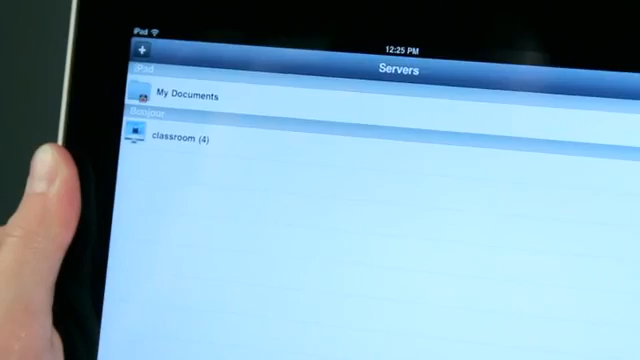 iPad
12:25 PM
+
Servers
iPad
My Documents
Bonjour
classroom (4)